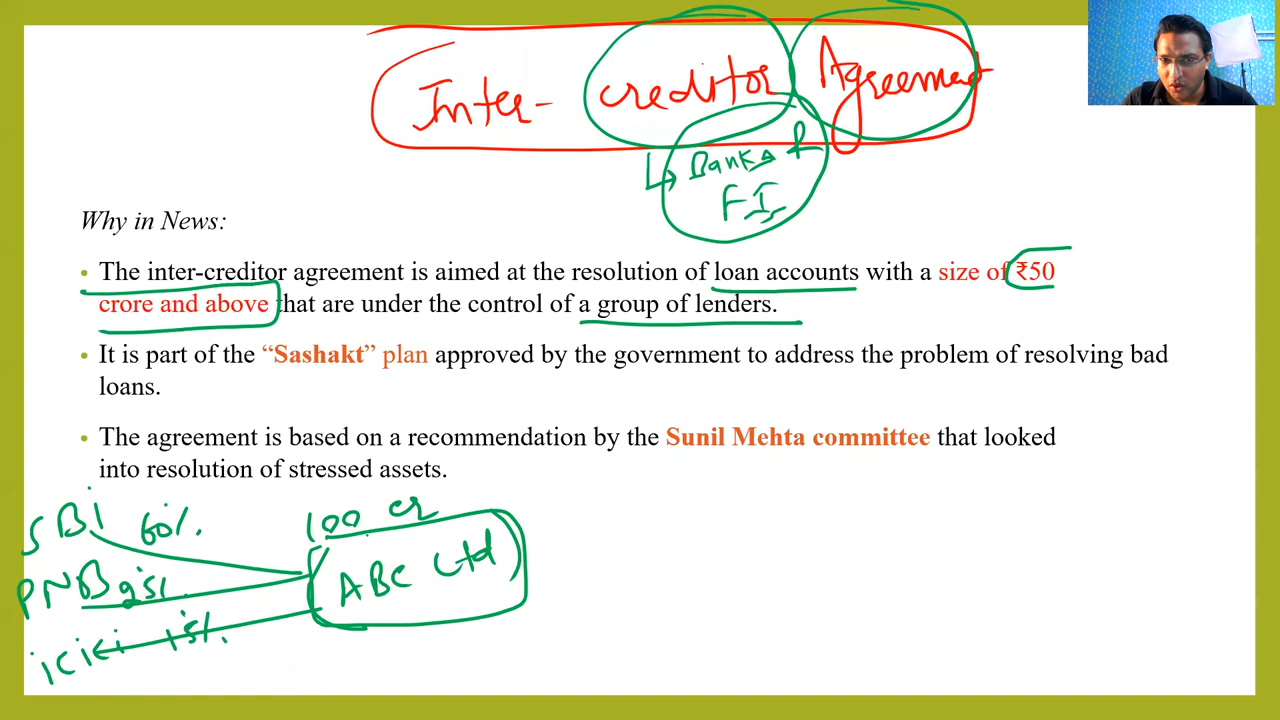 Inter- creditor Agreement
Banks &
FIs
Why in News:
• The inter-creditor agreement is aimed at the resolution of loan accounts with a size of ₹50
crore and above that are under the control of a group of lenders.
• It is part of the “Sashakt” plan approved by the government to address the problem of resolving bad
loans.
• The agreement is based on a recommendation by the Sunil Mehta committee that looked
into resolution of stressed assets.
SBI 60%.
PNB 25%
ICICI 15%.
100 cr
ABC Ltd